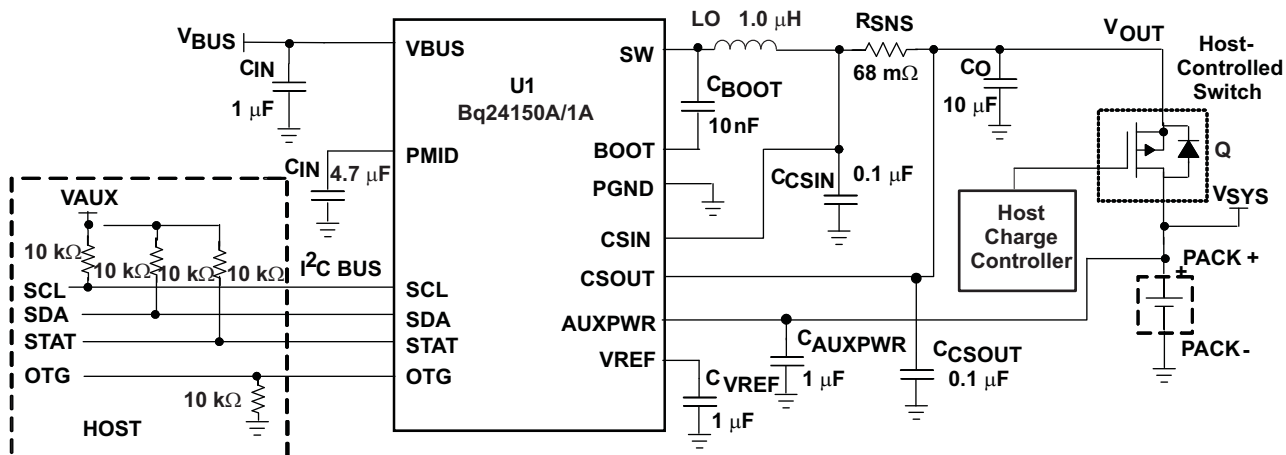 VBUS
CIN
1 μF
VBUS
U1
Bq24150A/1A
PMID
CIN
4.7 μF
SW
LO 1.0 μH
CBOOT
10nF
BOOT
PGND
CSIN
CCSIN
0.1 μF
RSNS
68 mΩ
CO
10 μF
VOUT
Host-
Controlled
Switch
Q
VSYS
Host
Charge
Controller
PACK +
+
PACK-
CSOUT
CCSOUT
0.1 μF
AUXPWR
CAUXPWR
1 μF
VREF
CVREF
1 μF
VAUX
10 kΩ
10 kΩ
10 kΩ
I2C BUS
SCL
SCL
SDA
SDA
STAT
STAT
OTG
OTG
10 kΩ
HOST